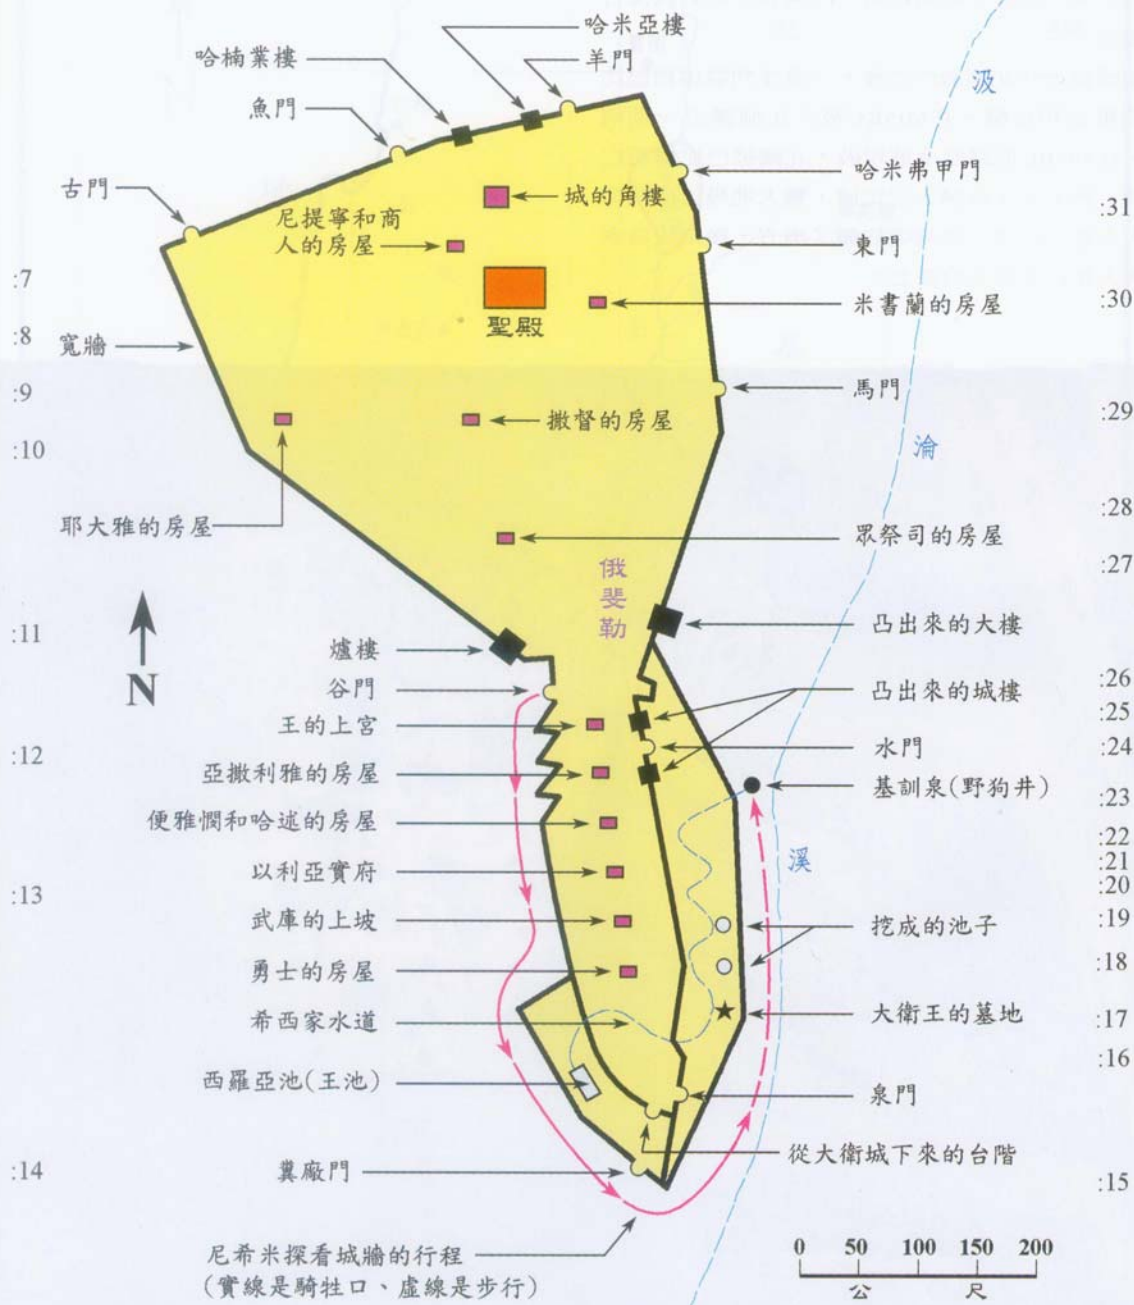 哈米亞樓
哈楠業樓
羊門
魚門
哈米弗甲門
古門
城的角樓
:31
尼提寧和商
人的房屋
東門
:7
米書蘭的房屋
:30
聖殿
:8
寬牆
馬門
:9
撒督的房屋
:29
:10
耶大雅的房屋
:28
眾祭司的房屋
:27
俄斐勒
:11
爐樓
凸出來的大樓
N
谷門
凸出來的城樓
:26
王的上宮
:25
水門
:24
:12
亞撒利雅的房屋
基訓泉(野狗井)
:23
便雅憫和哈述的房屋
:22
:21
以利亞實府
:20
:13
武庫的上坡
挖成的池子
:19
:18
勇士的房屋
希西家水道
大衛王的墓地
:17
:16
西羅亞池(王池)
泉門
從大衛城下來的台階
:14
糞廠門
:15
汲淪溪
尼希米探看城牆的行程
(實線是騎牲口、虛線是步行)
0 50 100 150 200
公尺